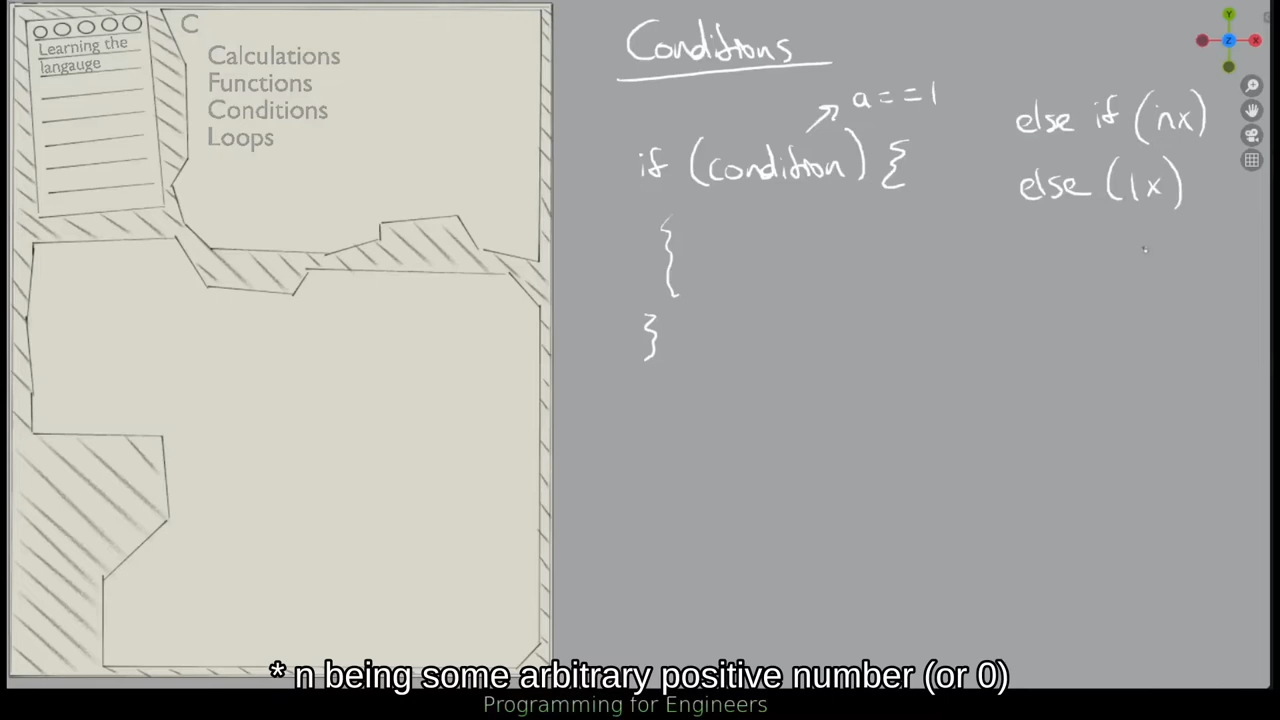 Learning the
langauge
C
Calculations
Functions
Conditions
Loops
Conditions
a == 1
if (condition) {
}
else if (nx)
else (1x)
* n being some arbitrary positive number (or 0)
Programming for Engineers
Y
X
Z